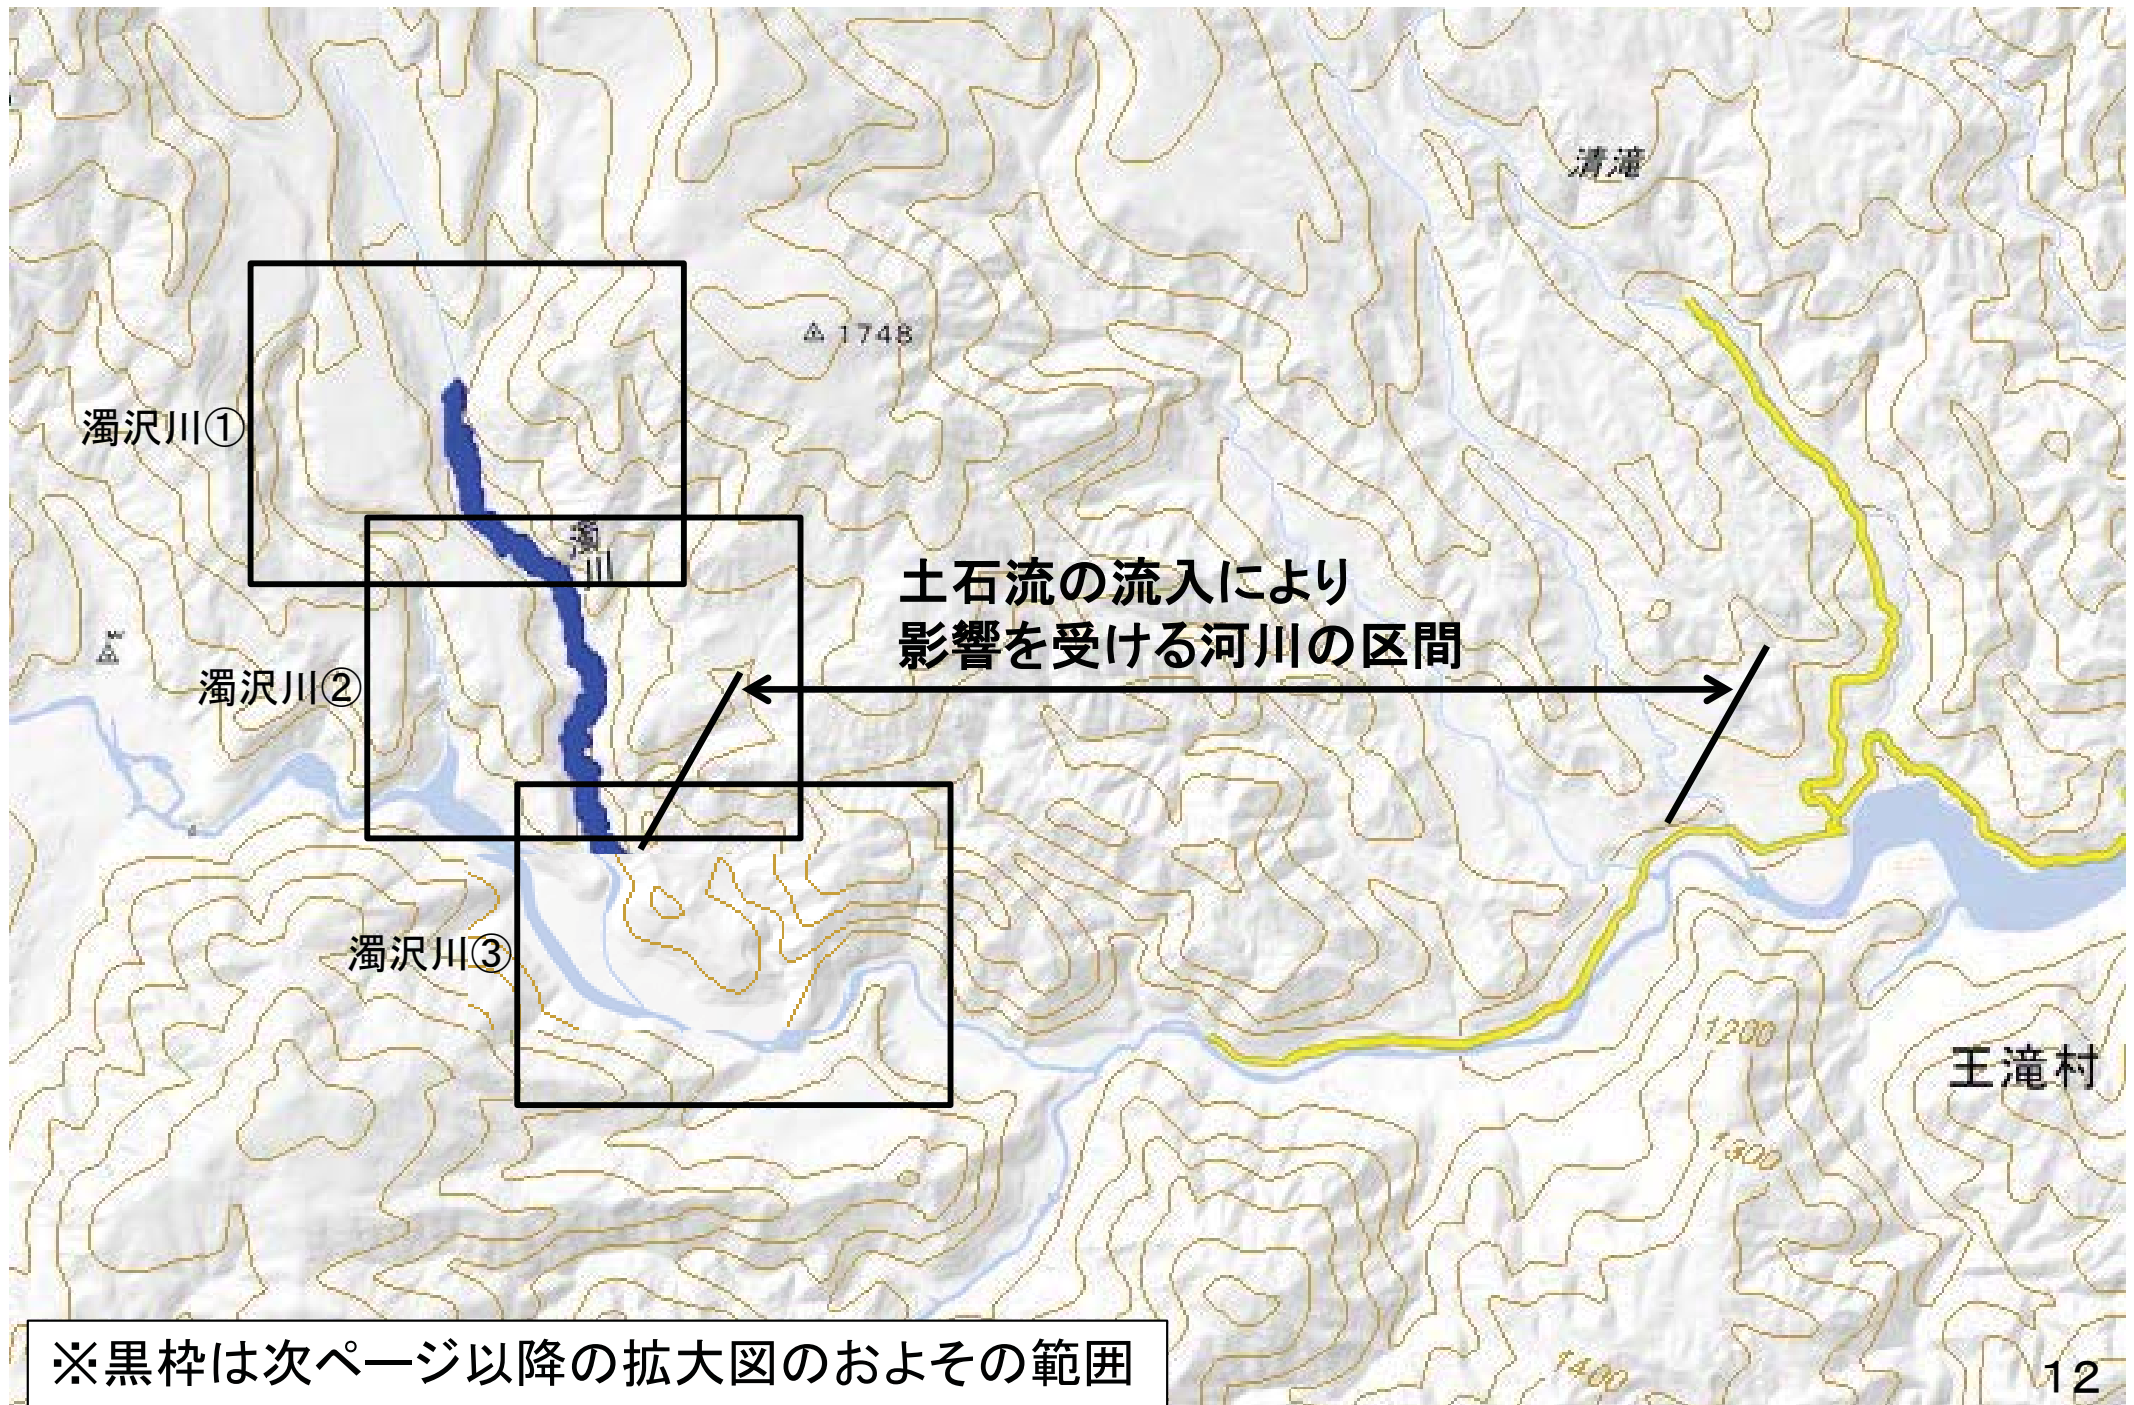 清滝
1748
濁沢川①
濁川
土石流の流入により
影響を受ける河川の区間
濁沢川②
濁沢川③
1200
王滝村
1300
1400
※黒枠は次ページ以降の拡大図のおよその範囲
12